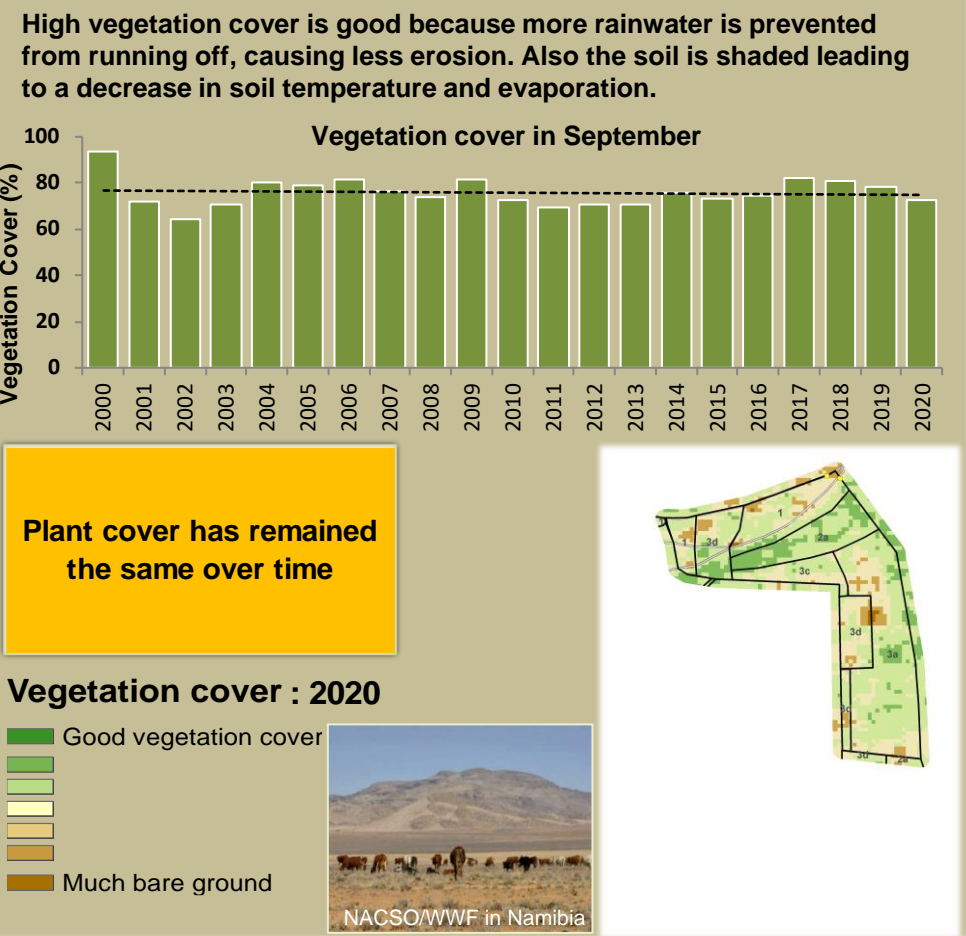 High vegetation cover is good because more rainwater is prevented
from running off, causing less erosion. Also the soil is shaded leading
to a decrease in soil temperature and evaporation.
Vegetation cover in September
Vegetation Cover (%)
100
80
60
40
20
0
2000 2001 2002 2003 2004 2005 2006 2007 2008 2009 2010 2011 2012 2013 2014 2015 2016 2017 2018 2019 2020
Plant cover has remained
the same over time
Vegetation cover : 2020
Good vegetation cover
Much bare ground
NACSO/WWF in Namibia
1
2a
1
3d
3c
3d
3a
3d
2a